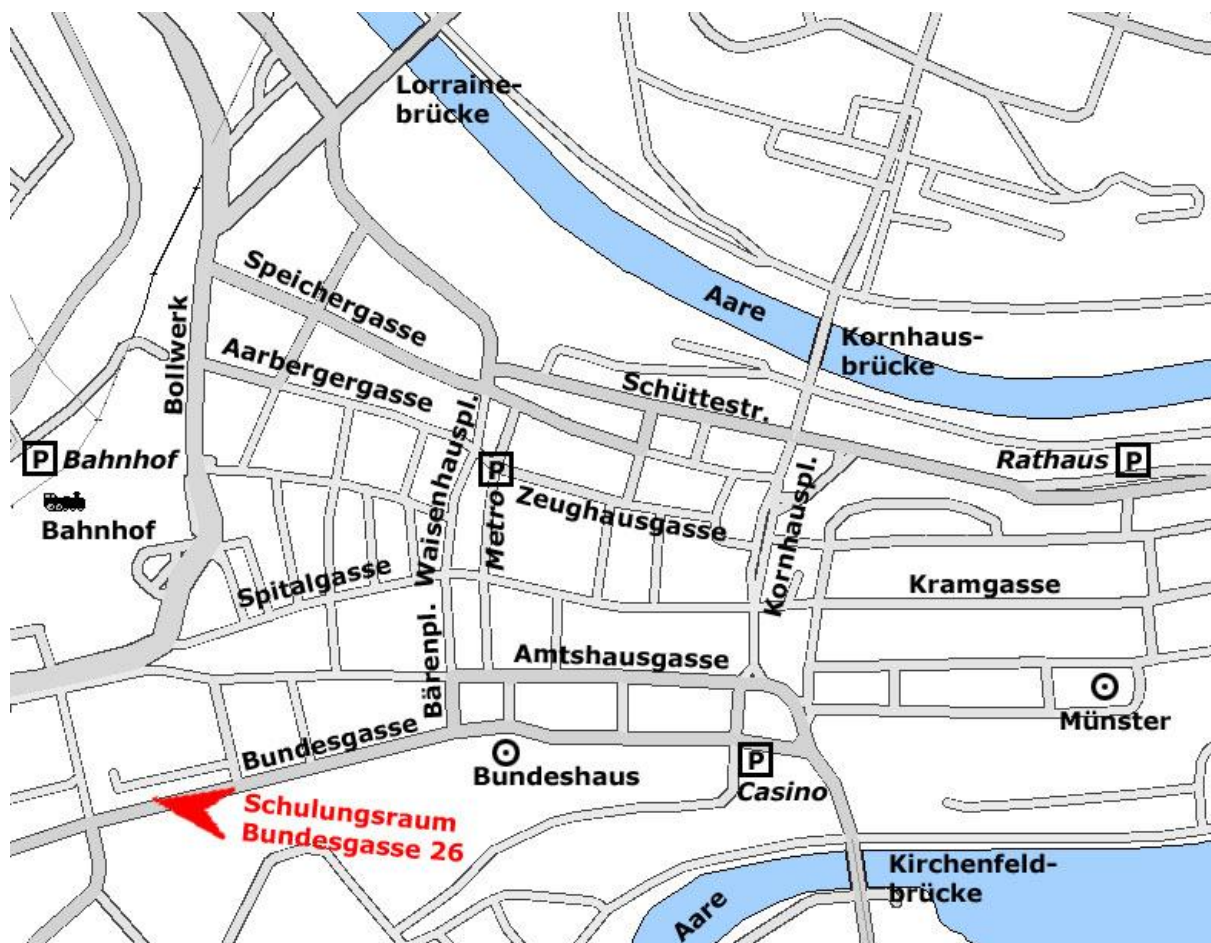 Lorraine-
brücke
Speichergasse
Aare
Kornhaus-
brücke
Bollwerk
Aarbergergasse
Schüttestr.
P Bahnhof
Bahnhof
Waisenhauspl.
P
Metro
Zeughausgasse
Kornhauspl.
Rathaus P
Spitalgasse
Kramgasse
Bärenpl.
Amtshausgasse
Münster
Bundesgasse
Bundeshaus
P
Casino
Schulungsraum
Bundesgasse 26
Kirchenfeld-
brücke
Aare